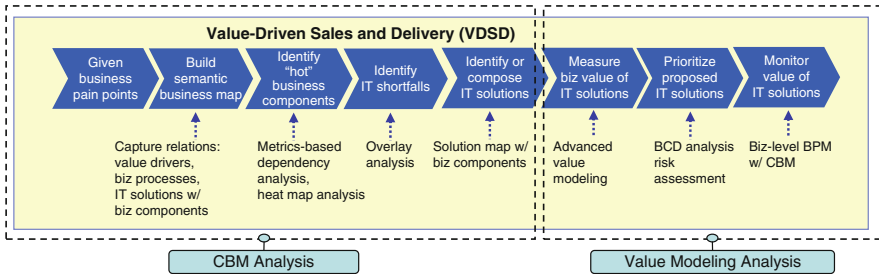 Value-Driven Sales and Delivery (VDSD)
Given
business
pain points
Build
semantic
business map
Identify
“hot”
business
components
Identify
IT shortfalls
Identify or
compose
IT solutions
Measure
biz value of
IT solutions
Prioritize
proposed
IT solutions
Monitor
value of
IT solutions
Capture relations:
value drivers,
biz processes,
IT solutions w/
biz components
Metrics-based
dependency
analysis,
heat map analysis
Overlay
analysis
Solution map w/
biz components
Advanced
value
modeling
BCD analysis
risk
assessment
Biz-level BPM
w/ CBM
CBM Analysis
Value Modeling Analysis